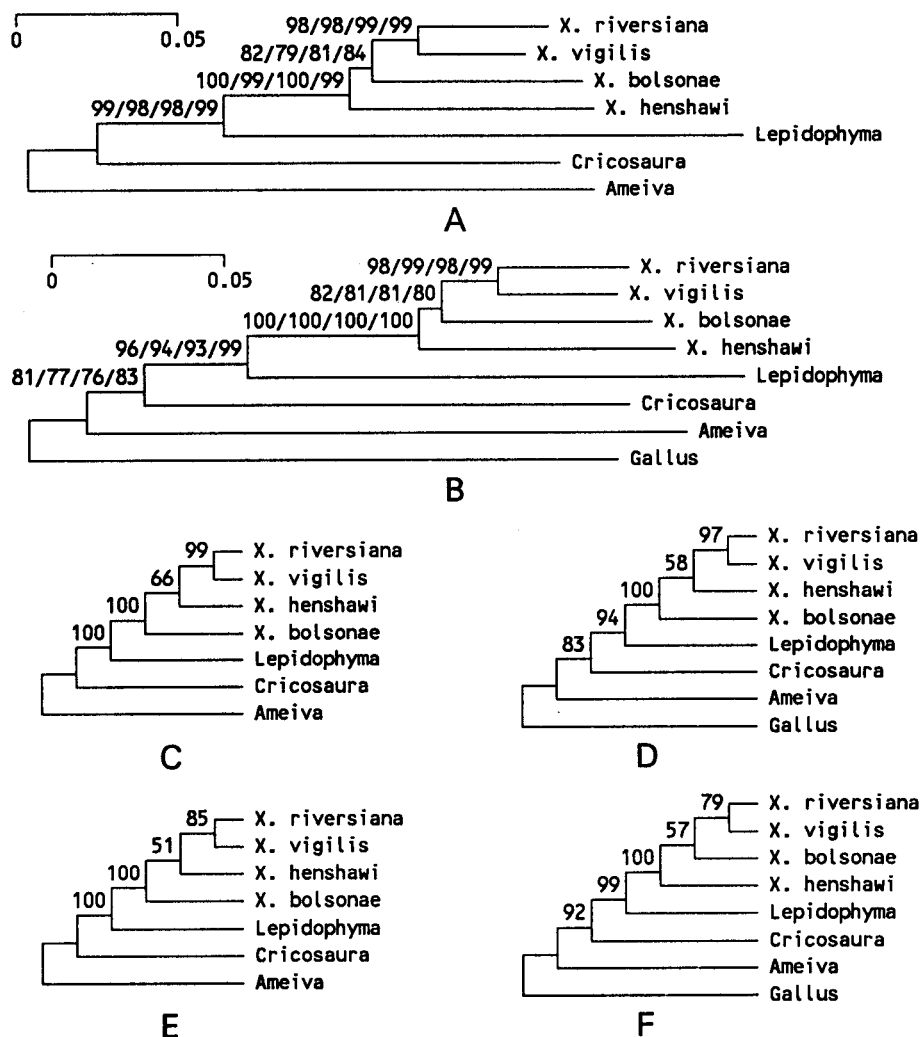 0 0.05
98/98/99/99 X. riversiana
82/79/81/84 X. vigilis
100/99/100/99 X. bolsonae
99/98/98/99 X. henshawi
Lepidophyma
Cricosaura
Ameiva
A
0 0.05
98/99/98/99 X. riversiana
82/81/81/80 X. vigilis
100/100/100/100 X. bolsonae
96/94/93/99 X. henshawi
81/77/76/83 Lepidophyma
Cricosaura
Ameiva
Gallus
B
99 X. riversiana
66 X. vigilis
100 X. henshawi
100 X. bolsonae
Lepidophyma
Cricosaura
Ameiva
C
97 X. riversiana
58 X. vigilis
100 X. henshawi
94 X. bolsonae
83 Lepidophyma
Cricosaura
Ameiva
Gallus
D
85 X. riversiana
51 X. vigilis
100 X. henshawi
100 X. bolsonae
Lepidophyma
Cricosaura
Ameiva
E
79 X. riversiana
57 X. vigilis
100 X. bolsonae
99 X. henshawi
92 Lepidophyma
Cricosaura
Ameiva
Gallus
F